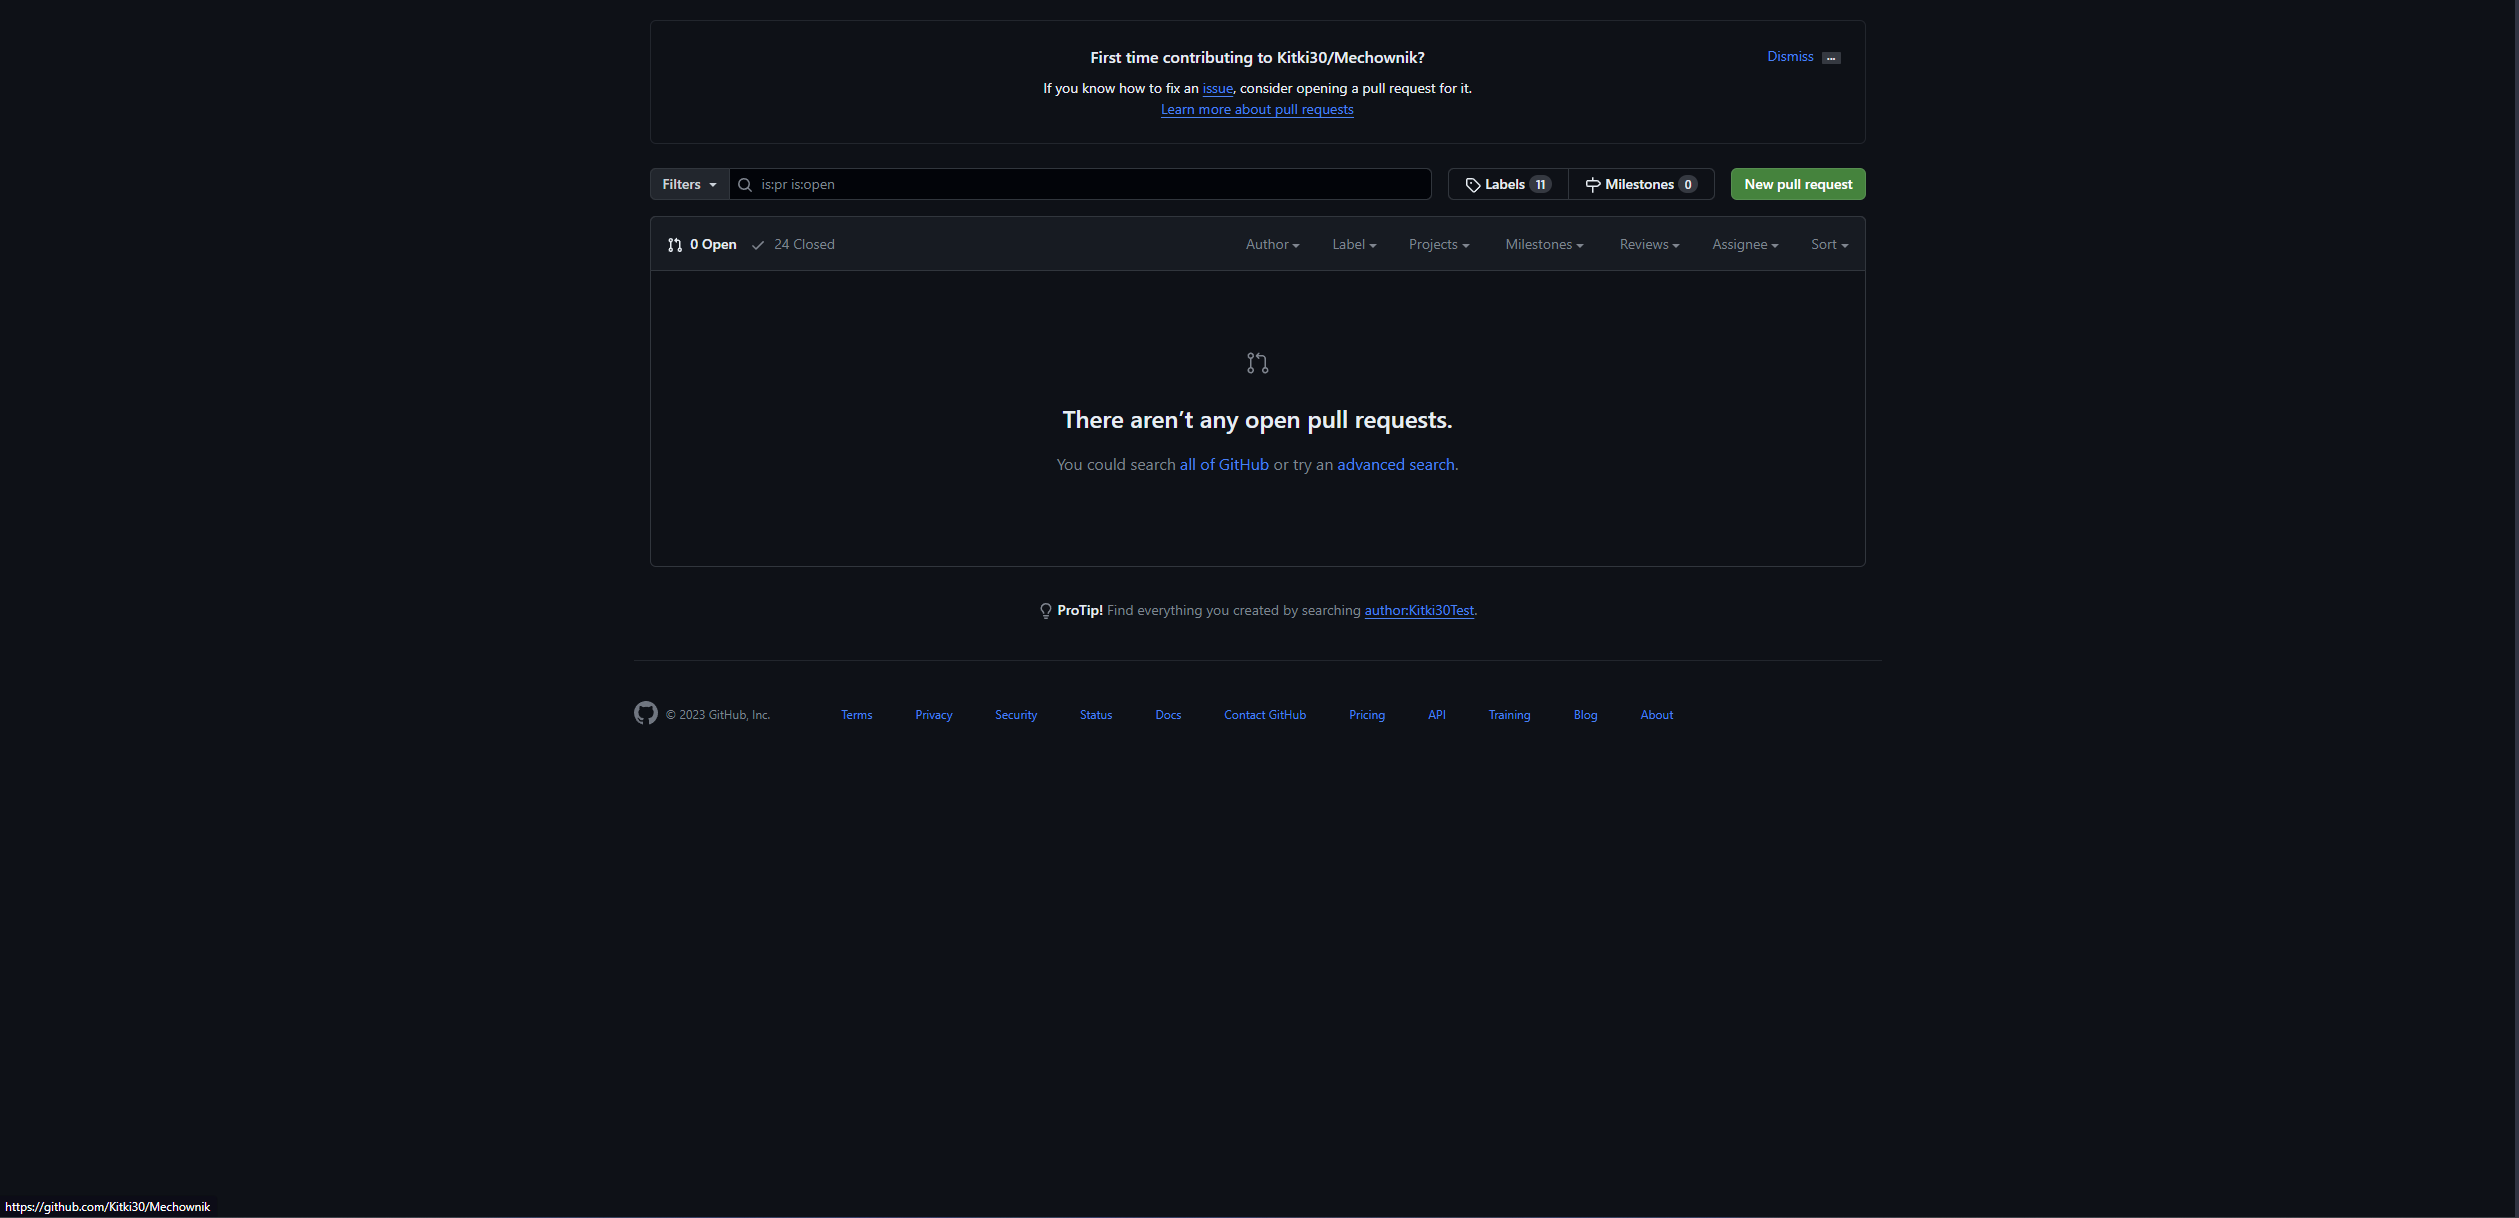 First time contributing to Kitki30/Mechownik?
Dismiss ...
If you know how to fix an issue, consider opening a pull request for it.
Learn more about pull requests
Filters is:pr is:open Labels 11 Milestones 0 New pull request
0 Open 24 Closed Author Label Projects Milestones Reviews Assignee Sort
There aren’t any open pull requests.
You could search all of GitHub or try an advanced search.
ProTip! Find everything you created by searching author:Kitki30Test.
© 2023 GitHub, Inc. Terms Privacy Security Status Docs Contact GitHub Pricing API Training Blog About
https://github.com/Kitki30/Mechownik